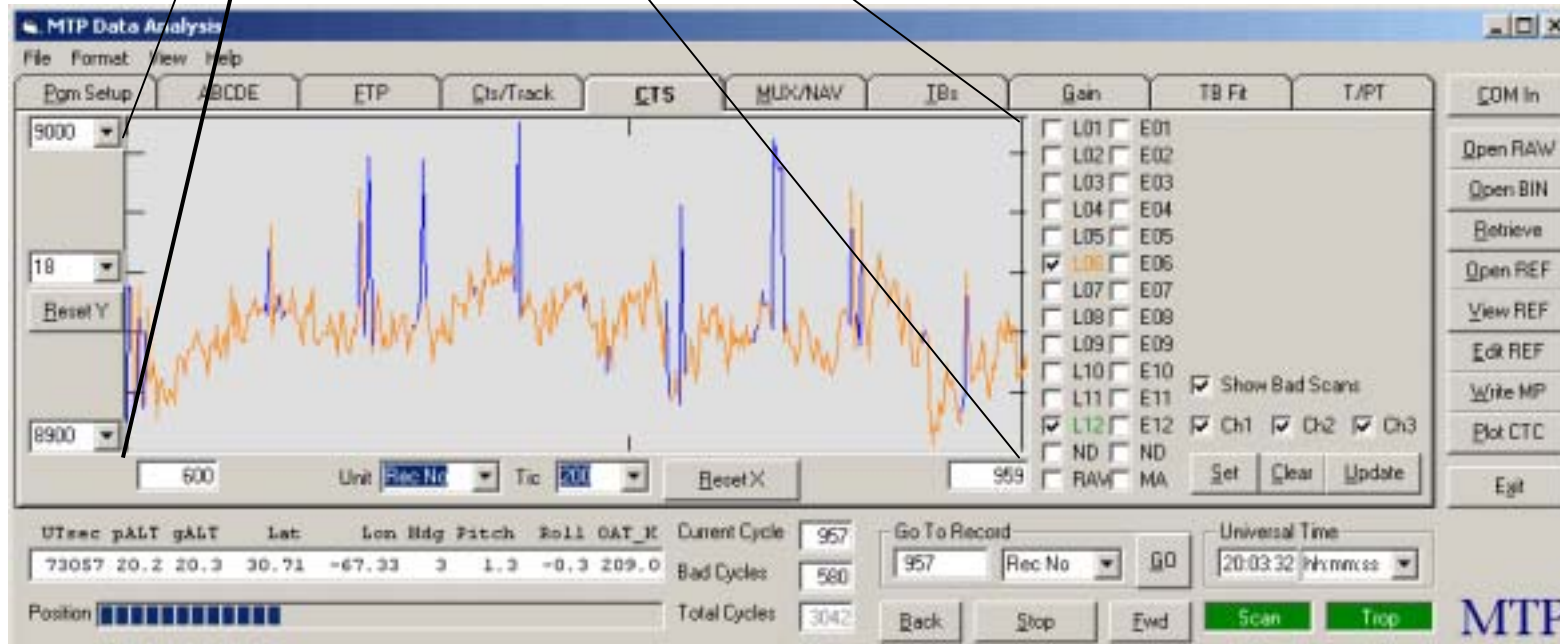 MTP Data Analysis
File Format View Help
Pgm Setup ABCDE ETP Cts/Track CTS MUX/NAV TBs Gain TB Fit T/PT
9000
18
Reset Y
8900
600 Unit Rec No Tic 200 Reset X 959
L01 E01
L02 E02
L03 E03
L04 E04
L05 E05
L06 E06
L07 E07
L08 E08
L09 E09
L10 E10
L11 E11
L12 E12
ND ND
RAW MA
Show Bad Scans
Ch1 Ch2 Ch3
Set Clear Update
COM In
Open RAW
Open BIN
Retrieve
Open REF
View REF
Edit REF
Write MP
Plot CTC
Exit
UTsec pALT gALT Lat Lon Hdg Pitch Roll OAT_K
73057 20.2 20.3 30.71 -67.33 3 1.3 -0.3 209.0
Position
Current Cycle 957
Bad Cycles 580
Total Cycles 3042
Go To Record
957 Rec No GO
Back Stop Fwd
Universal Time
20:03:32 hh:mm:ss
Scan Trop
MTP